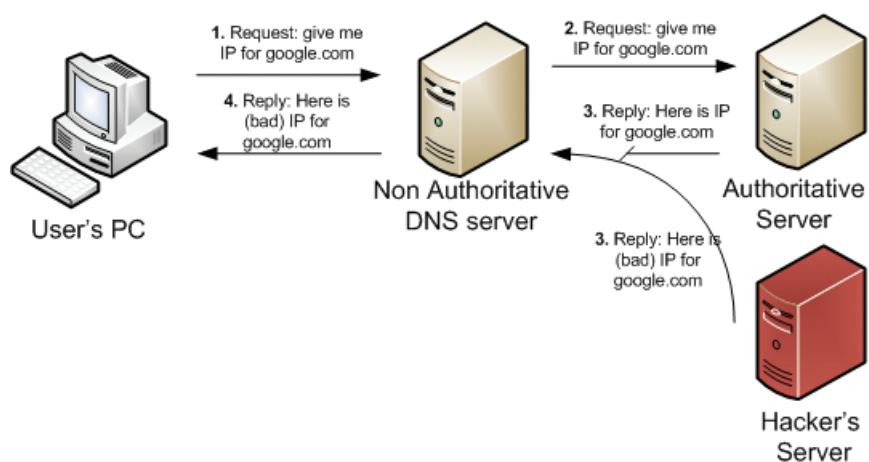 1. Request: give me
IP for google.com
2. Request: give me
IP for google.com
4. Reply: Here is
(bad) IP for
google.com
3. Reply: Here is IP
for google.com
User's PC
Non Authoritative
DNS server
Authoritative
Server
3. Reply: Here is
(bad) IP for
google.com
Hacker's
Server